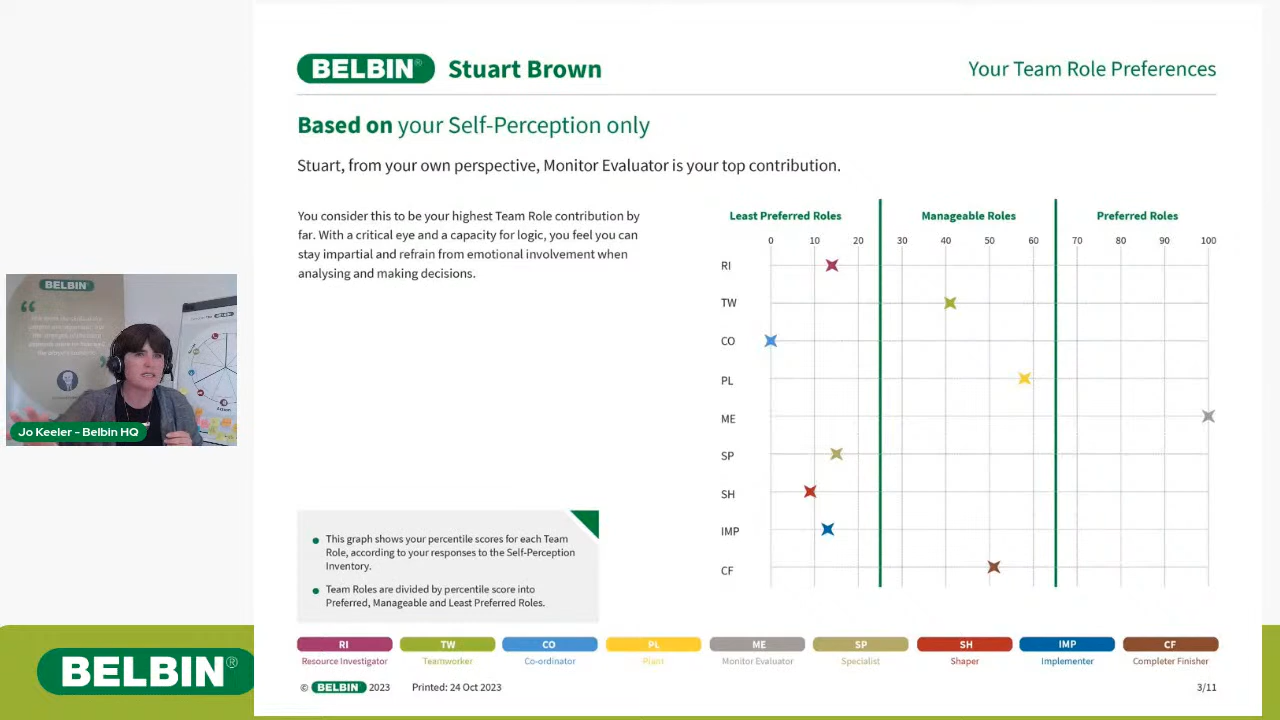 BELBIN® Stuart Brown
Your Team Role Preferences
Based on your Self-Perception only
Stuart, from your own perspective, Monitor Evaluator is your top contribution.
You consider this to be your highest Team Role contribution by
far. With a critical eye and a capacity for logic, you feel you can
stay impartial and refrain from emotional involvement when
analysing and making decisions.
Least Preferred Roles
Manageable Roles
Preferred Roles
0 10 20 30 40 50 60 70 80 90 100
RI
TW
CO
PL
ME
SP
SH
IMP
CF
BELBIN
Jo Keeler - Belbin HQ
This graph shows your percentile scores for each Team
Role, according to your responses to the Self-Perception
Inventory.
Team Roles are divided by percentile score into
Preferred, Manageable and Least Preferred Roles.
RI TW CO PL ME SP SH IMP CF
Resource Investigator Teamworker Co-ordinator Plant Monitor Evaluator Specialist Shaper Implementer Completer Finisher
© BELBIN 2023 Printed: 24 Oct 2023
3/11
BELBIN®